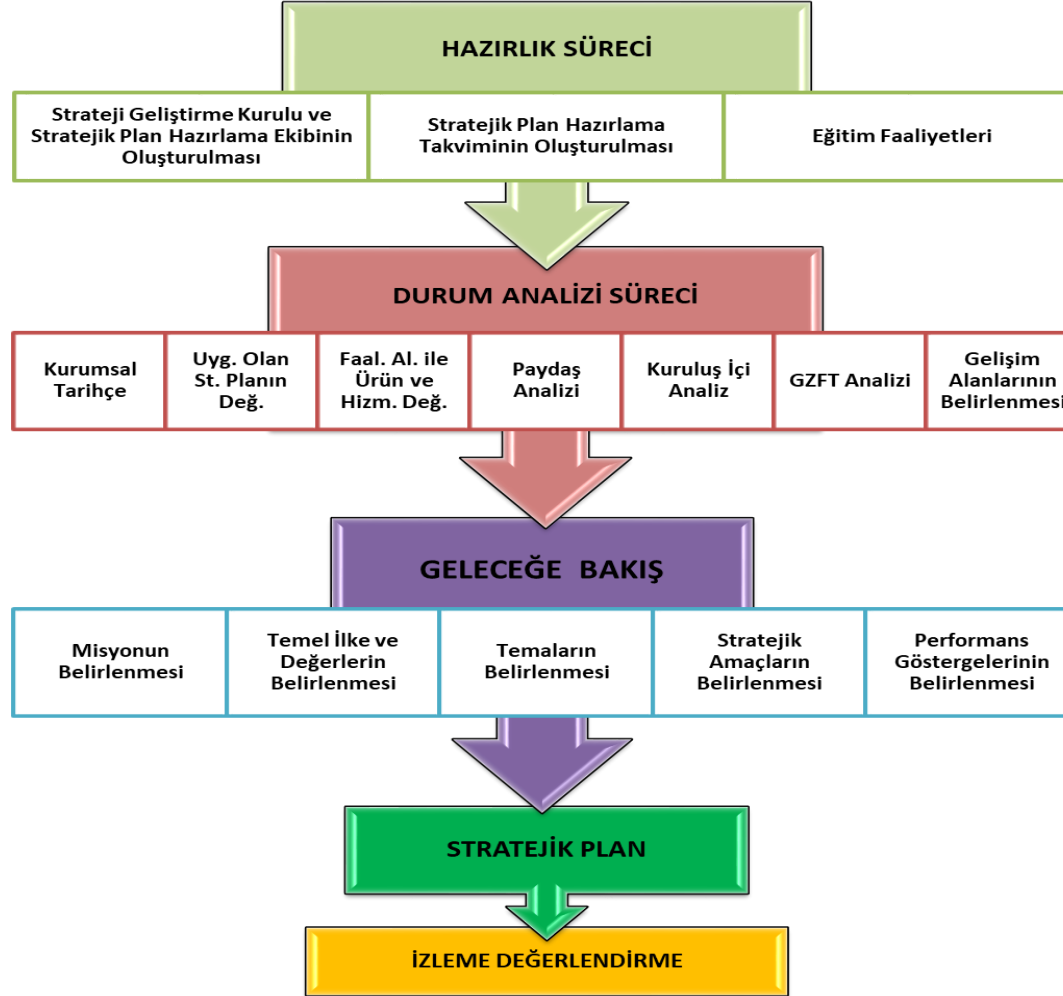 HAZIRLIK SÜRECİ
Strateji Geliştirme Kurulu ve
Stratejik Plan Hazırlama Ekibinin
Oluşturulması
Stratejik Plan Hazırlama
Takviminin Oluşturulması
Eğitim Faaliyetleri
DURUM ANALİZİ SÜRECİ
Kurumsal
Tarihçe
Uyg. Olan
St. Planın
Değ.
Faal. Al. ile
Ürün ve
Hizm. Değ.
Paydaş
Analizi
Kuruluş İçi
Analiz
GZFT Analizi
Gelişim
Alanlarının
Belirlenmesi
GELECEĞE BAKIŞ
Misyonun
Belirlenmesi
Temel İlke ve
Değerlerin
Belirlenmesi
Temaların
Belirlenmesi
Stratejik
Amaçların
Belirlenmesi
Performans
Göstergelerinin
Belirlenmesi
STRATEJİK PLAN
İZLEME DEĞERLENDİRME